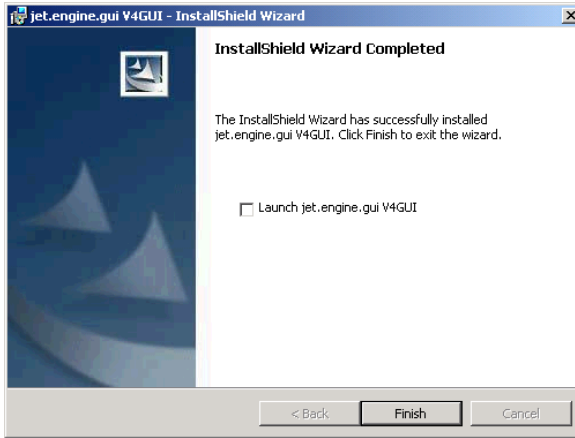 jet.engine.gui V4GUI - InstallShield Wizard
InstallShield Wizard Completed
The InstallShield Wizard has successfully installed
jet.engine.gui V4GUI. Click Finish to exit the wizard.
Launch jet.engine.gui V4GUI
< Back
Finish
Cancel